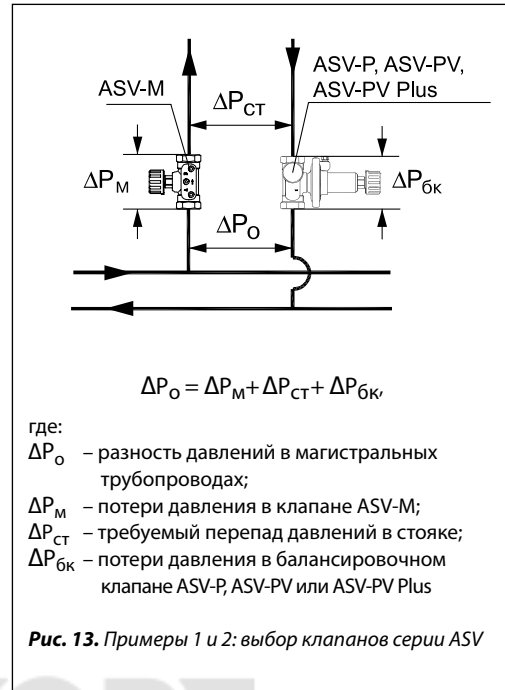 ASV-P, ASV-PV,
ASV-PV Plus
ASV-M
ΔPст
ΔPм
ΔPбк
ΔPо
ΔPо = ΔPм+ ΔPст+ ΔPбк,
где:
ΔPо – разность давлений в магистральных
трубопроводах;
ΔPм – потери давления в клапане ASV-M;
ΔPст – требуемый перепад давлений в стояке;
ΔPбк – потери давления в балансировочном
клапане ASV-P, ASV-PV или ASV-PV Plus
Рис. 13. Примеры 1 и 2: выбор клапанов серии ASV